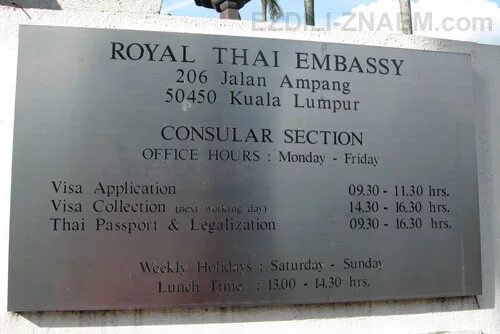 EZDILI-ZNAEM.com
ROYAL THAI EMBASSY
206 Jalan Ampang
50450 Kuala Lumpur
CONSULAR SECTION
OFFICE HOURS : Monday - Friday
Visa Application 09.30 - 11.30 hrs.
Visa Collection (next working day) 14.30 - 16.30 hrs.
Thai Passport & Legalization 09.30 - 16.30 hrs.
Weekly Holidays : Saturday - Sunday
Lunch Time : 13.00 - 14.30 hrs.